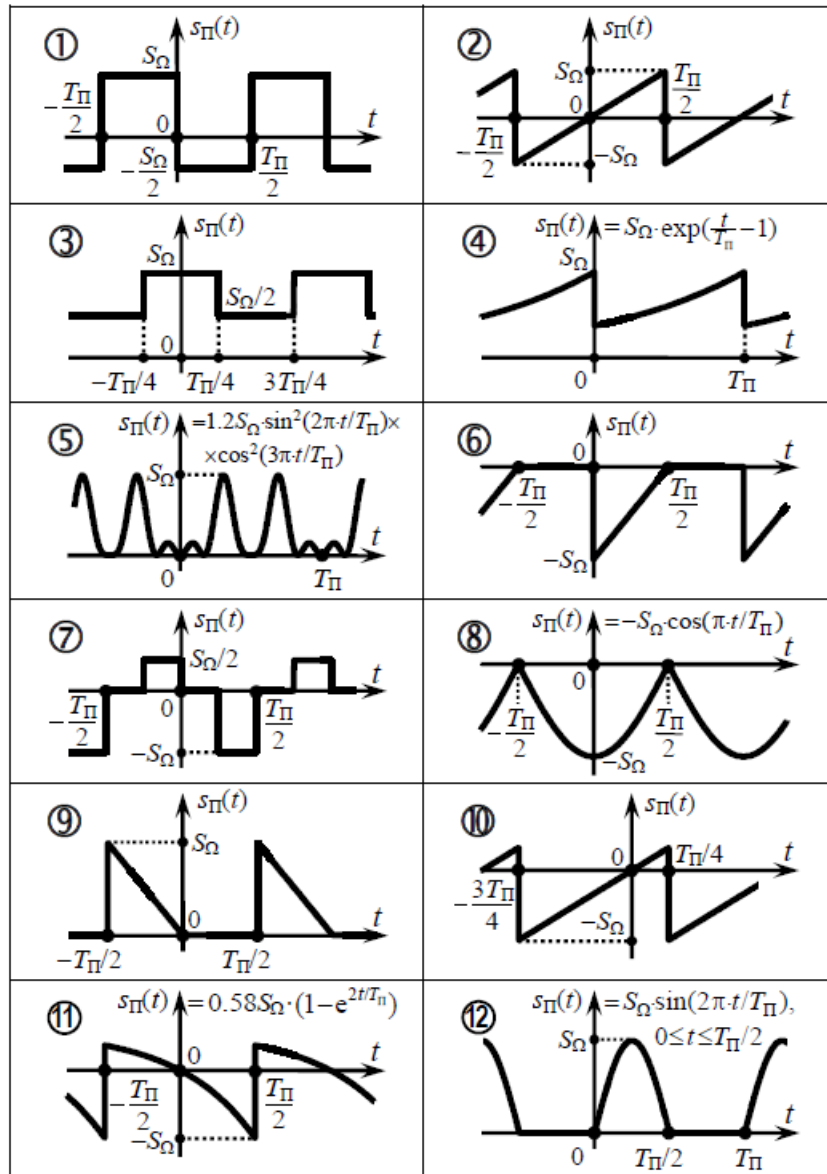 ①
s_Π(t)
S_Ω
-T_Π/2
0
t
-S_Ω/2
T_Π/2
②
s_Π(t)
S_Ω
T_Π/2
0
t
-T_Π/2
-S_Ω
③
s_Π(t)
S_Ω
S_Ω/2
0
t
-T_Π/4 T_Π/4 3T_Π/4
④
s_Π(t) = S_Ω·exp(t/T_Π −1)
S_Ω
t
0
T_Π
⑤
s_Π(t) =1.2S_Ω·sin²(2π·t/T_Π)×
×cos²(3π·t/T_Π)
S_Ω
t
0
T_Π
⑥
s_Π(t)
0
t
-T_Π/2
T_Π/2
-S_Ω
⑦
s_Π(t)
S_Ω/2
t
-T_Π/2
0
T_Π/2
-S_Ω
⑧
s_Π(t) =−S_Ω·cos(π·t/T_Π)
t
0
-T_Π/2
T_Π/2
-S_Ω
⑨
s_Π(t)
S_Ω
0
t
-T_Π/2
T_Π/2
⑩
s_Π(t)
0
T_Π/4
t
-3T_Π/4
-S_Ω
⑪
s_Π(t) = 0.58S_Ω·(1−e^{2t/T_Π})
0
t
-T_Π/2
T_Π/2
-S_Ω
⑫
s_Π(t) = S_Ω·sin(2π·t/T_Π),
0≤t≤T_Π/2
S_Ω
t
0
T_Π/2
T_Π